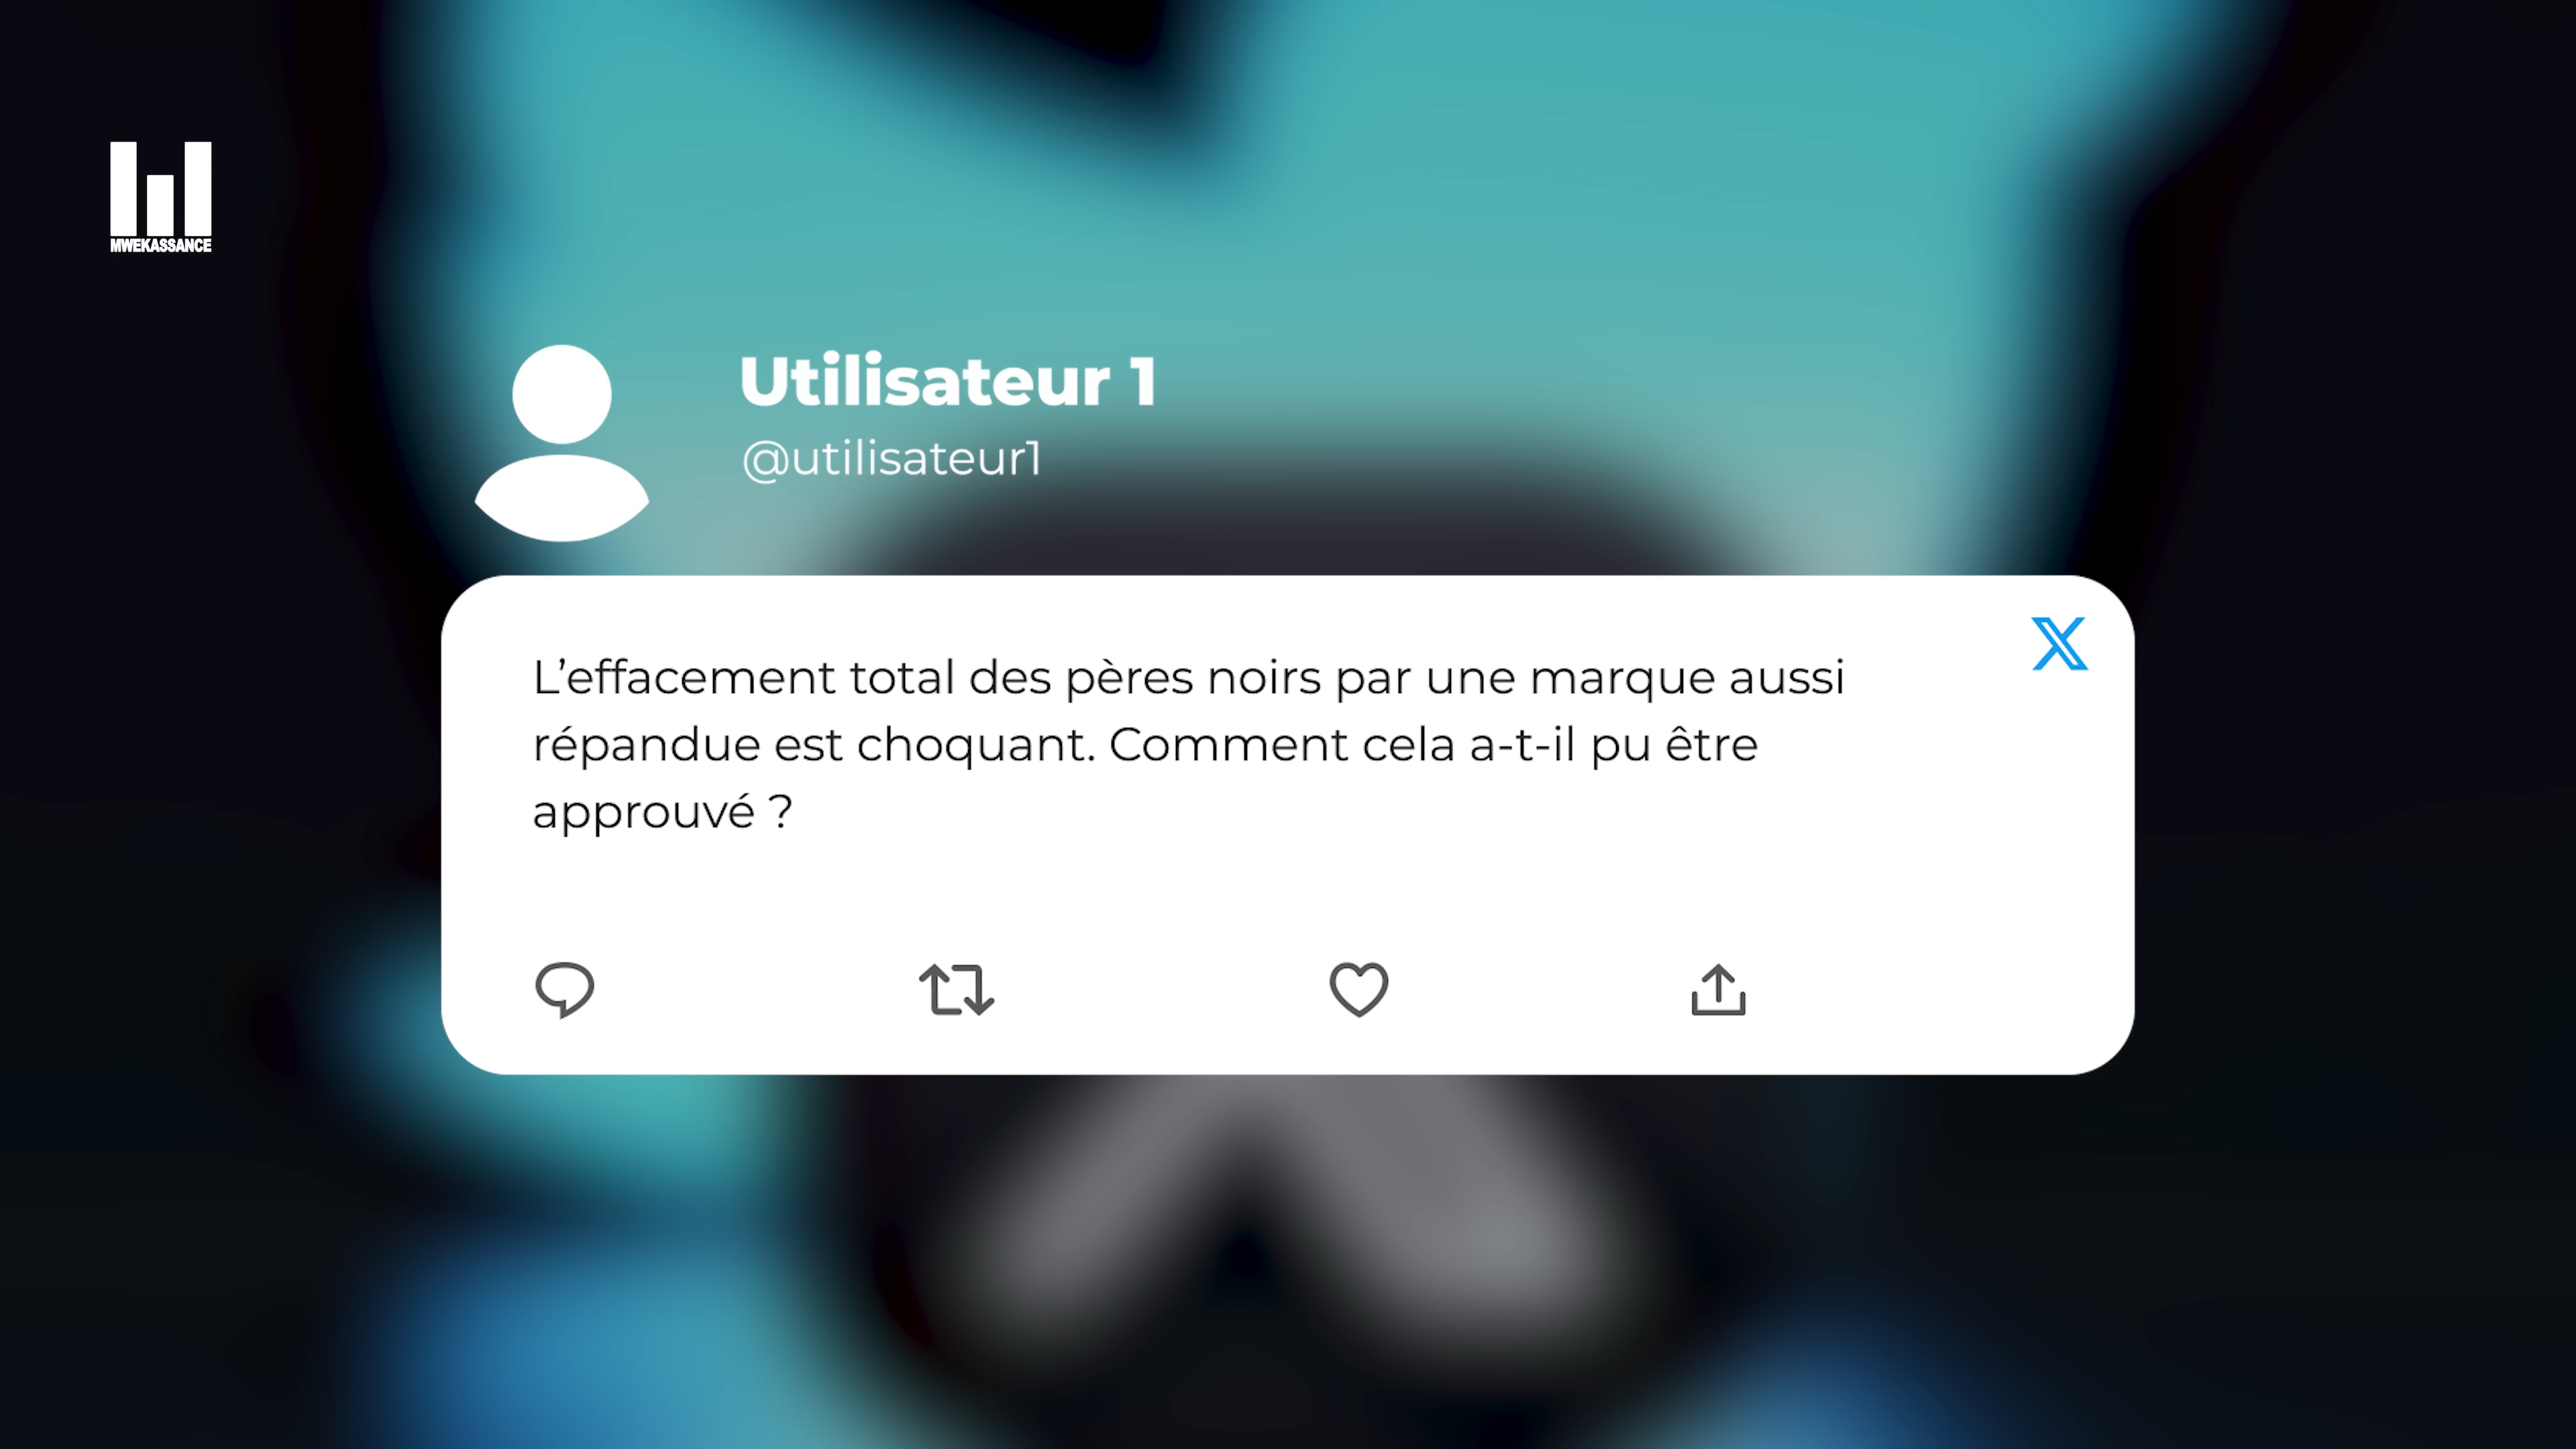 MWEKASSANCE
Utilisateur 1
@utilisateur1
L’effacement total des pères noirs par une marque aussi
répandue est choquant. Comment cela a-t-il pu être
approuvé ?